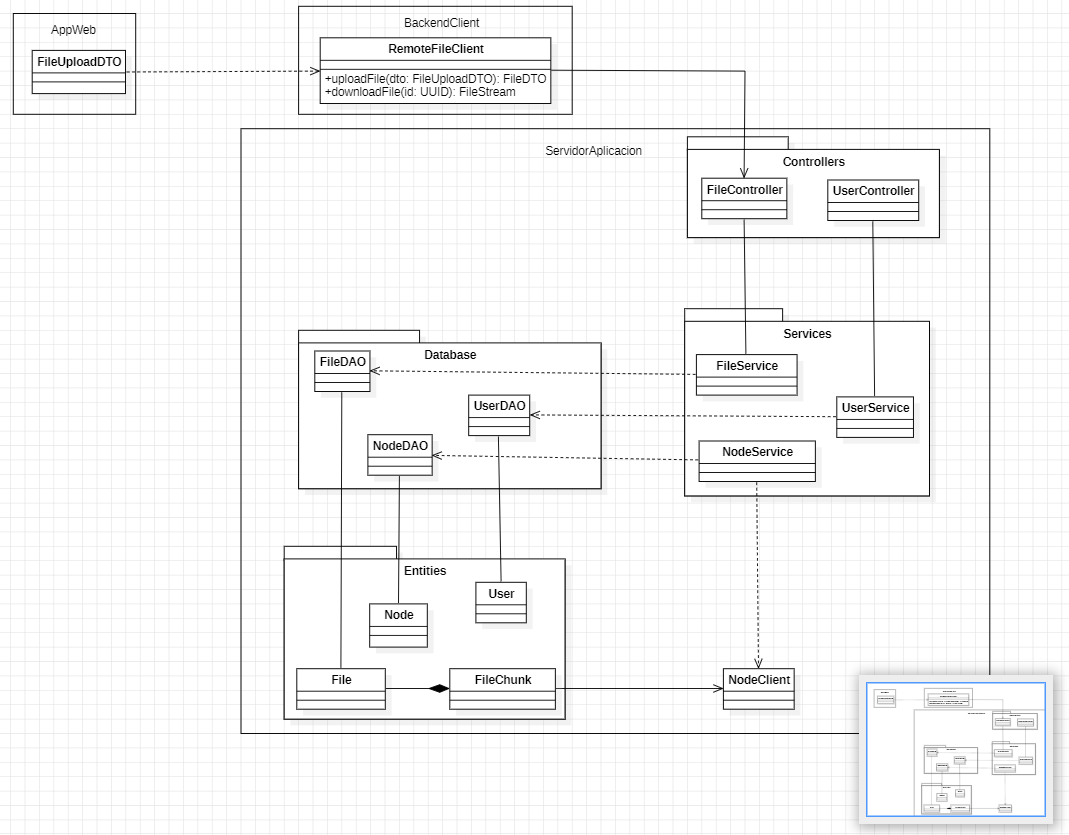 AppWeb
FileUploadDTO
BackendClient
RemoteFileClient
+uploadFile(dto: FileUploadDTO): FileDTO
+downloadFile(id: UUID): FileStream
ServidorAplicacion
Controllers
FileController
UserController
Services
FileService
UserService
NodeService
Database
FileDAO
UserDAO
NodeDAO
Entities
User
Node
File
FileChunk
NodeClient